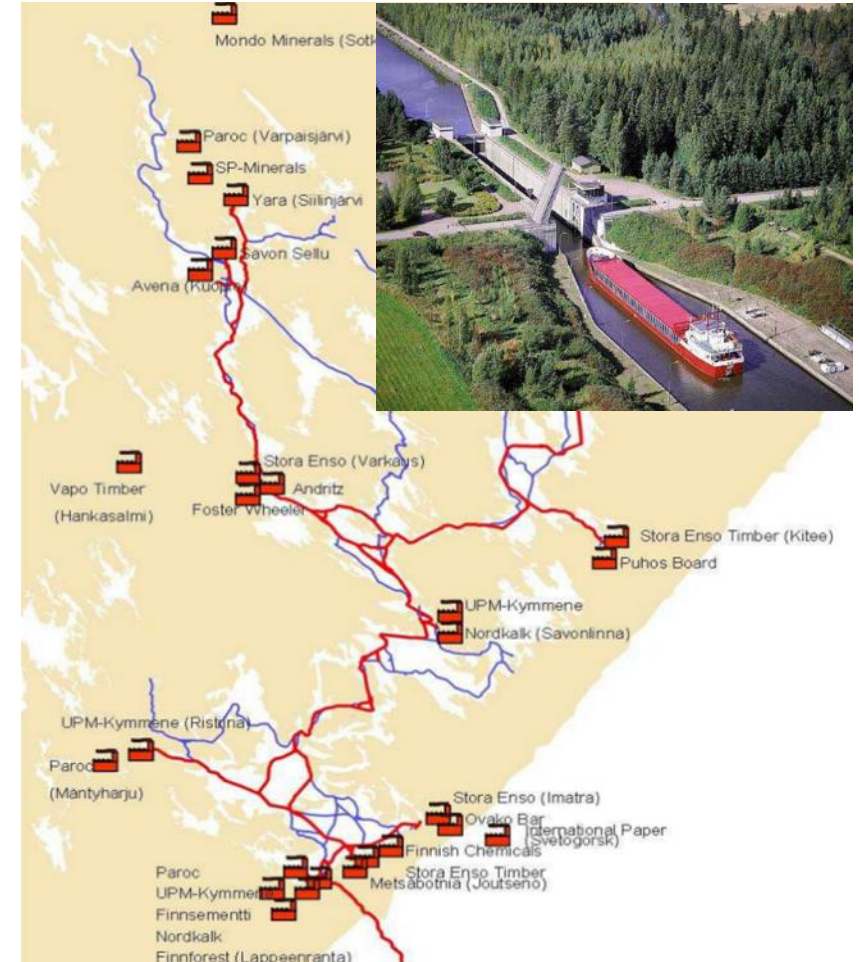 Mondo Minerals (Sotk
Paroc (Varpaisjärvi)
SP-Minerals
Yara (Siilinjärvi
Savon Sellu
Avena (Kuopio)
Stora Enso (Varkaus)
Andritz
Foster Wheeler
Vapo Timber
(Hankasalmi)
Stora Enso Timber (Kitee)
Puhos Board
UPM-Kymmene
Nordkalk (Savonlinna)
UPM-Kymmene (Ristiina)
Paroc
(Mäntyharju)
Stora Enso (Imatra)
Ovako Bar
International Paper
(Svetogorsk)
Finnish Chemicals
Stora Enso Timber
Metsäbotnia (Joutseno)
Paroc
UPM-Kymmene
Finnsementti
Nordkalk
Finnforest (Lappeenranta)